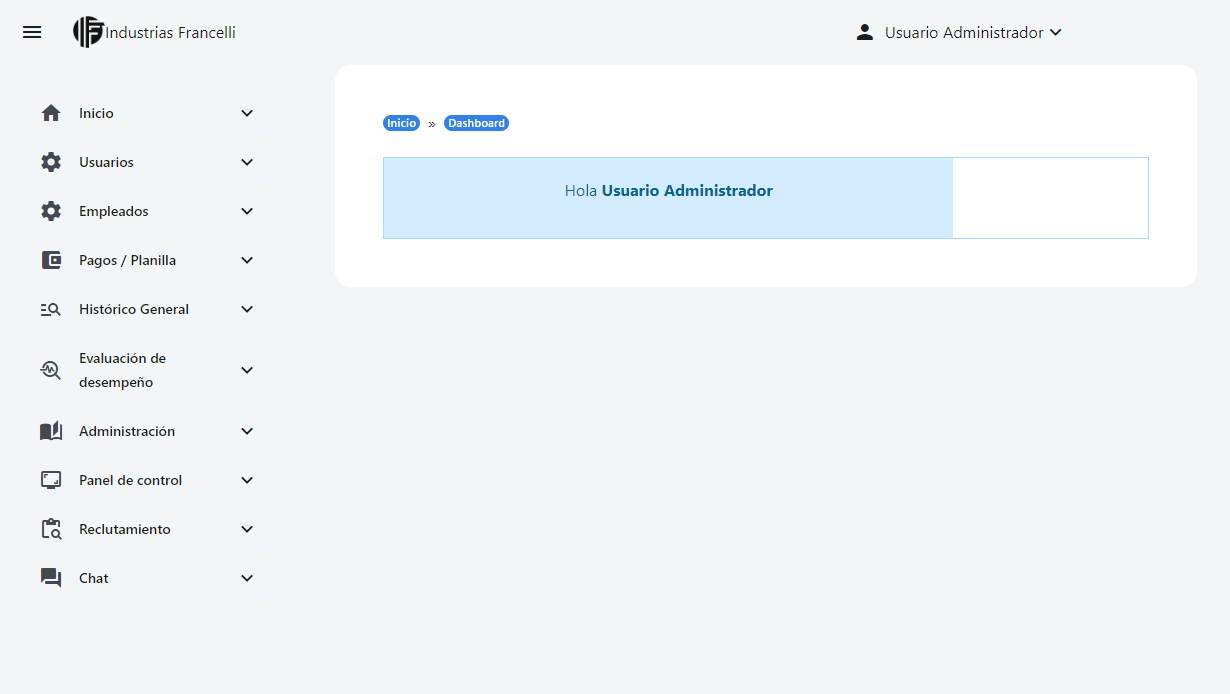 Industrias Francelli
Usuario Administrador
Inicio
Usuarios
Empleados
Pagos / Planilla
Histórico General
Evaluación de
desempeño
Administración
Panel de control
Reclutamiento
Chat
Inicio » Dashboard
Hola Usuario Administrador